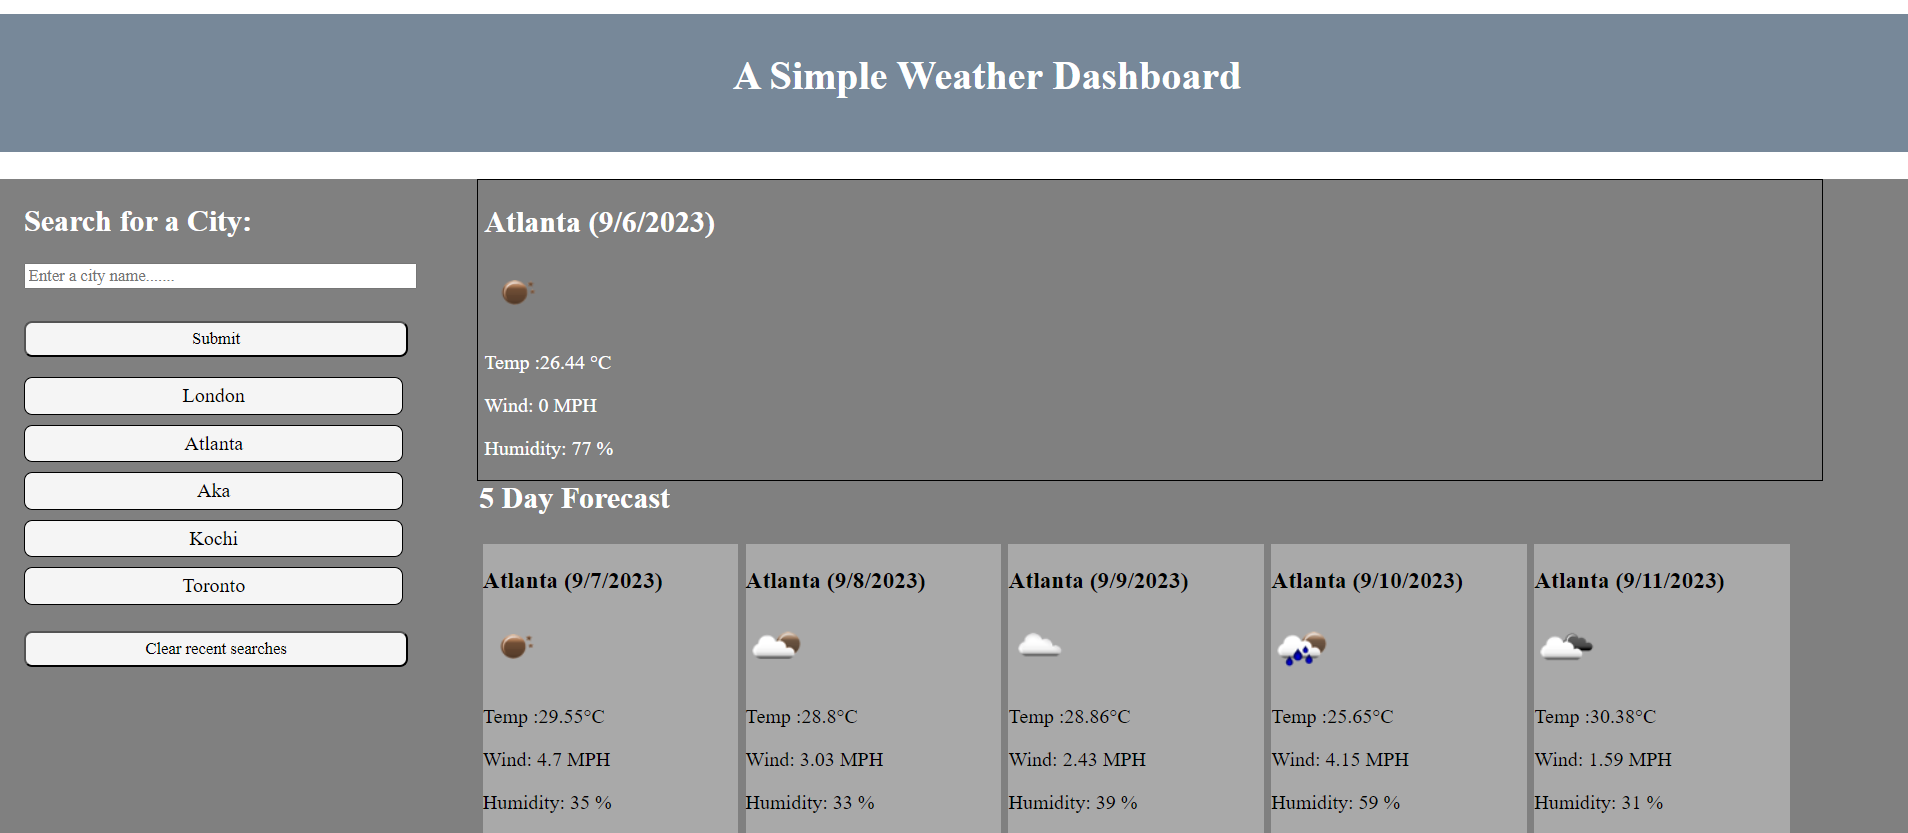 A Simple Weather Dashboard
Search for a City:
Enter a city name.......
Submit
London
Atlanta
Aka
Kochi
Toronto
Clear recent searches
Atlanta (9/6/2023)
Temp :26.44 °C
Wind: 0 MPH
Humidity: 77 %
5 Day Forecast
Atlanta (9/7/2023)
Temp :29.55°C
Wind: 4.7 MPH
Humidity: 35 %
Atlanta (9/8/2023)
Temp :28.8°C
Wind: 3.03 MPH
Humidity: 33 %
Atlanta (9/9/2023)
Temp :28.86°C
Wind: 2.43 MPH
Humidity: 39 %
Atlanta (9/10/2023)
Temp :25.65°C
Wind: 4.15 MPH
Humidity: 59 %
Atlanta (9/11/2023)
Temp :30.38°C
Wind: 1.59 MPH
Humidity: 31 %